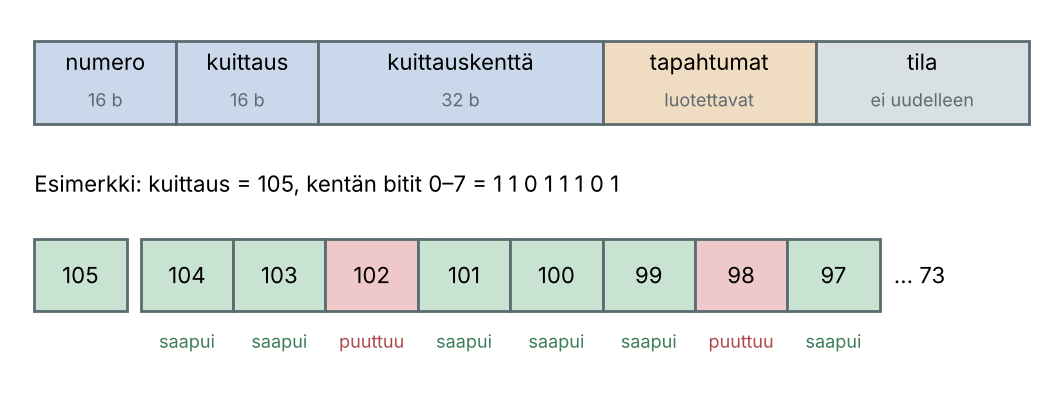 numero kuittaus kuittauskenttä tapahtumat tila
16 b 16 b 32 b luotettavat ei uudelleen
Esimerkki: kuittaus = 105, kentän bitit 0–7 = 1 1 0 1 1 1 0 1
105 104 103 102 101 100 99 98 97 ... 73
saapui saapui puuttuu saapui saapui saapui puuttuu saapui